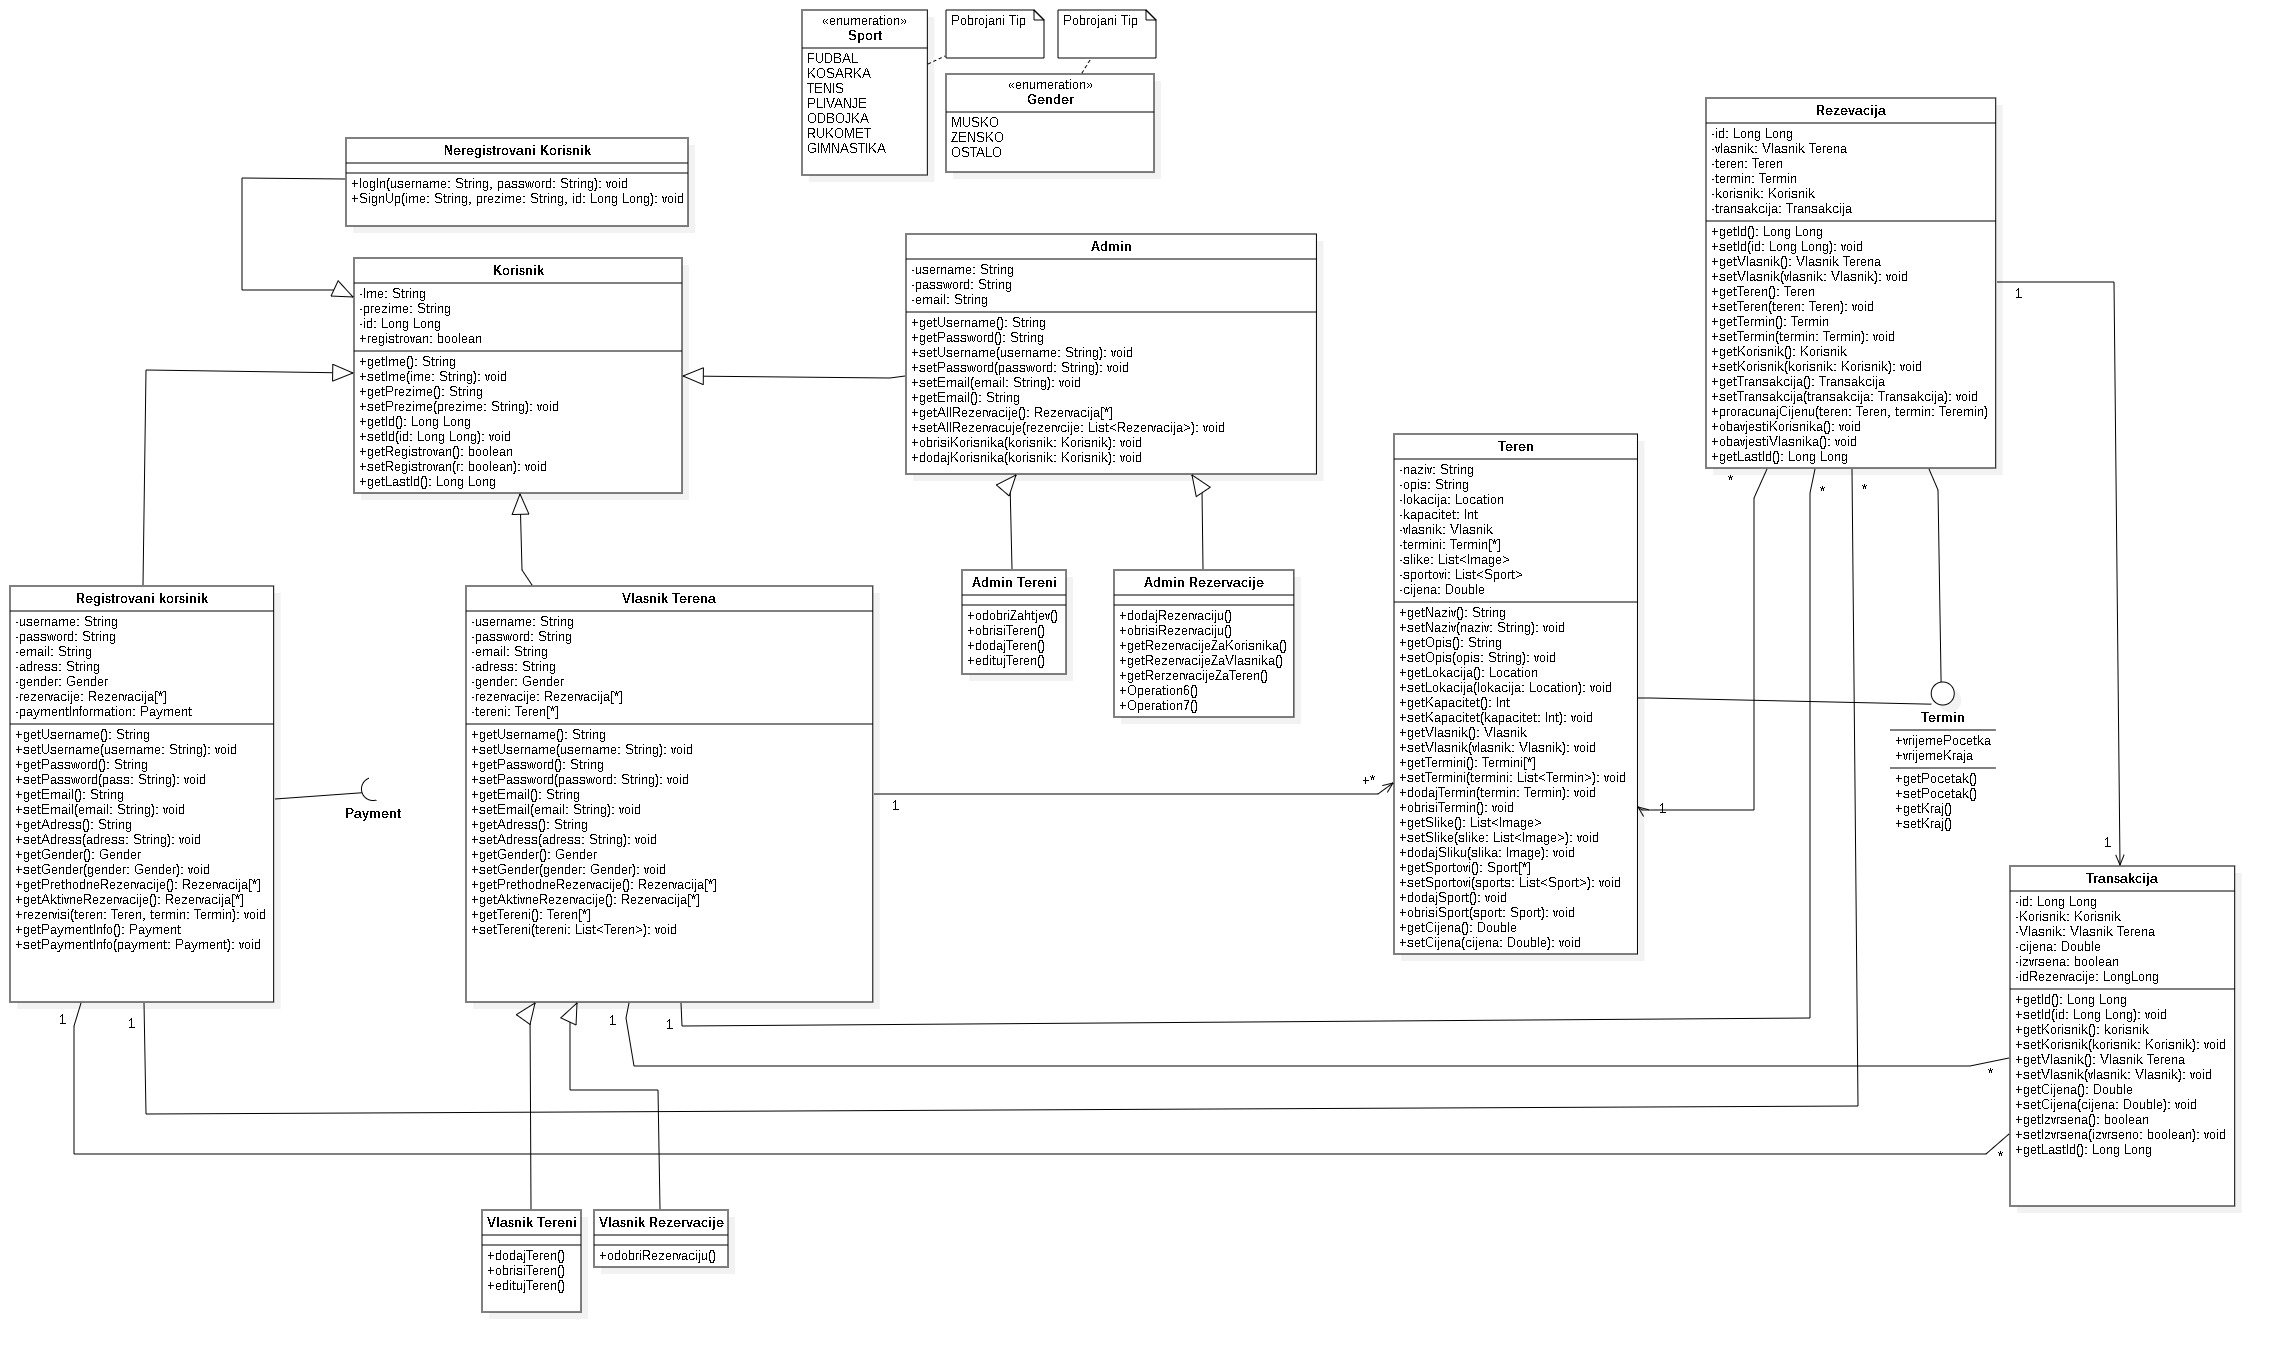 «enumeration»
Sport
FUDBAL
KOSARKA
TENIS
PLIVANJE
ODBOJKA
RUKOMET
GIMNASTIKA
Pobrojani Tip
Pobrojani Tip
«enumeration»
Gender
MUSKO
ZENSKO
OSTALO
Neregistrovani Korisnik
+logIn(username: String, password: String): void
+SignUp(ime: String, prezime: String, id: Long Long): void
Korisnik
-Ime: String
-prezime: String
-id: Long Long
+registrovan: boolean
+getIme(): String
+setIme(ime: String): void
+getPrezime(): String
+setPrezime(prezime: String): void
+getId(): Long Long
+setId(id: Long Long): void
+getRegistrovan(): boolean
+setRegistrovan(r: boolean): void
+getLastId(): Long Long
Admin
-username: String
-password: String
-email: String
+getUsername(): String
+getPassword(): String
+setUsername(username: String): void
+setPassword(password: String): void
+setEmail(email: String): void
+getEmail(): String
+getAllRezervacije(): Rezervacija[*]
+setAllRezervacuje(rezervcije: List<Rezervacija>): void
+obrisiKorisnika(korisnik: Korisnik): void
+dodajKorisnika(korisnik: Korisnik): void
Rezevacija
-id: Long Long
-vlasnik: Vlasnik Terena
-teren: Teren
-termin: Termin
-korisnik: Korisnik
-transakcija: Transakcija
+getId(): Long Long
+setId(id: Long Long): void
+getVlasnik(): Vlasnik Terena
+setVlasnik(vlasnik: Vlasnik): void
+getTeren(): Teren
+setTeren(teren: Teren): void
+getTermin(): Termin
+setTermin(termin: Termin): void
+getKorisnik(): Korisnik
+setKorisnik(korisnik: Korisnik): void
+getTransakcija(): Transakcija
+setTransakcija(transakcija: Transakcija): void
+proracunajCijenu(teren: Teren, termin: Teremin)
+obavjestiKorisnika(): void
+obavjestiVlasnika(): void
+getLastId(): Long Long
1
*
*
*
Teren
-naziv: String
-opis: String
-lokacija: Location
-kapacitet: Int
-vlasnik: Vlasnik
-termini: Termin[*]
-slike: List<Image>
-sportovi: List<Sport>
-cijena: Double
+getNaziv(): String
+setNaziv(naziv: String): void
+getOpis(): String
+setOpis(opis: String): void
+getLokacija(): Location
+setLokacija(lokacija: Location): void
+getKapacitet(): Int
+setKapacitet(kapacitet: Int): void
+getVlasnik(): Vlasnik
+setVlasnik(vlasnik: Vlasnik): void
+getTermini(): Termini[*]
+setTermini(termini: List<Termin>): void
+dodajTermin(termin: Termin): void
+obrisiTermin(): void
+getSlike(): List<Image>
+setSlike(slike: List<Image>): void
+dodajSliku(slika: Image): void
+getSportovi(): Sport[*]
+setSportovi(sports: List<Sport>): void
+dodajSport(): void
+obrisiSport(sport: Sport): void
+getCijena(): Double
+setCijena(cijena: Double): void
Admin Tereni
+odobriZahtjev()
+obrisiTeren()
+dodajTeren()
+editujTeren()
Admin Rezervacije
+dodajRezervaciju()
+obrisiRezervaciju()
+getRezervacijeZaKorisnika()
+getRezervacijeZaVlasnika()
+getRerzervacijeZaTeren()
+Operation6()
+Operation7()
Registrovani korsinik
-username: String
-password: String
-email: String
-adress: String
-gender: Gender
-rezervacije: Rezervacija[*]
-paymentInformation: Payment
+getUsername(): String
+setUsername(username: String): void
+getPassword(): String
+setPassword(pass: String): void
+getEmail(): String
+setEmail(email: String): void
+getAdress(): String
+setAdress(adress: String): void
+getGender(): Gender
+setGender(gender: Gender): void
+getPrethodneRezervacije(): Rezervacija[*]
+getAktivneRezervacije(): Rezervacija[*]
+rezervisi(teren: Teren, termin: Termin): void
+getPaymentInfo(): Payment
+setPaymentInfo(payment: Payment): void
Payment
Vlasnik Terena
-username: String
-password: String
-email: String
-adress: String
-gender: Gender
-rezervacije: Rezervacija[*]
-tereni: Teren[*]
+getUsername(): String
+setUsername(username: String): void
+getPassword(): String
+setPassword(password: String): void
+getEmail(): String
+setEmail(email: String): void
+getAdress(): String
+setAdress(adress: String): void
+getGender(): Gender
+setGender(gender: Gender): void
+getPrethodneRezervacije(): Rezervacija[*]
+getAktivneRezervacije(): Rezervacija[*]
+getTereni(): Teren[*]
+setTereni(tereni: List<Teren>): void
1
+*
1
Termin
+vrijemePocetka
+vrijemeKraja
+getPocetak()
+setPocetak()
+getKraj()
+setKraj()
1
Transakcija
-id: Long Long
-Korisnik: Korisnik
-Vlasnik: Vlasnik Terena
-cijena: Double
-izvrsena: boolean
-idRezervacije: LongLong
+getId(): Long Long
+setId(id: Long Long): void
+getKorisnik(): korisnik
+setKorisnik(korisnik: Korisnik): void
+getVlasnik(): Vlasnik Terena
+setVlasnik(vlasnik: Vlasnik): void
+getCijena(): Double
+setCijena(cijena: Double): void
+getIzvrsena(): boolean
+setIzvrsena(izvrseno: boolean): void
+getLastId(): Long Long
1
1
1
1
*
*
Vlasnik Tereni
+dodajTeren()
+obrisiTeren()
+editujTeren()
Vlasnik Rezervacije
+odobriRezervaciju()